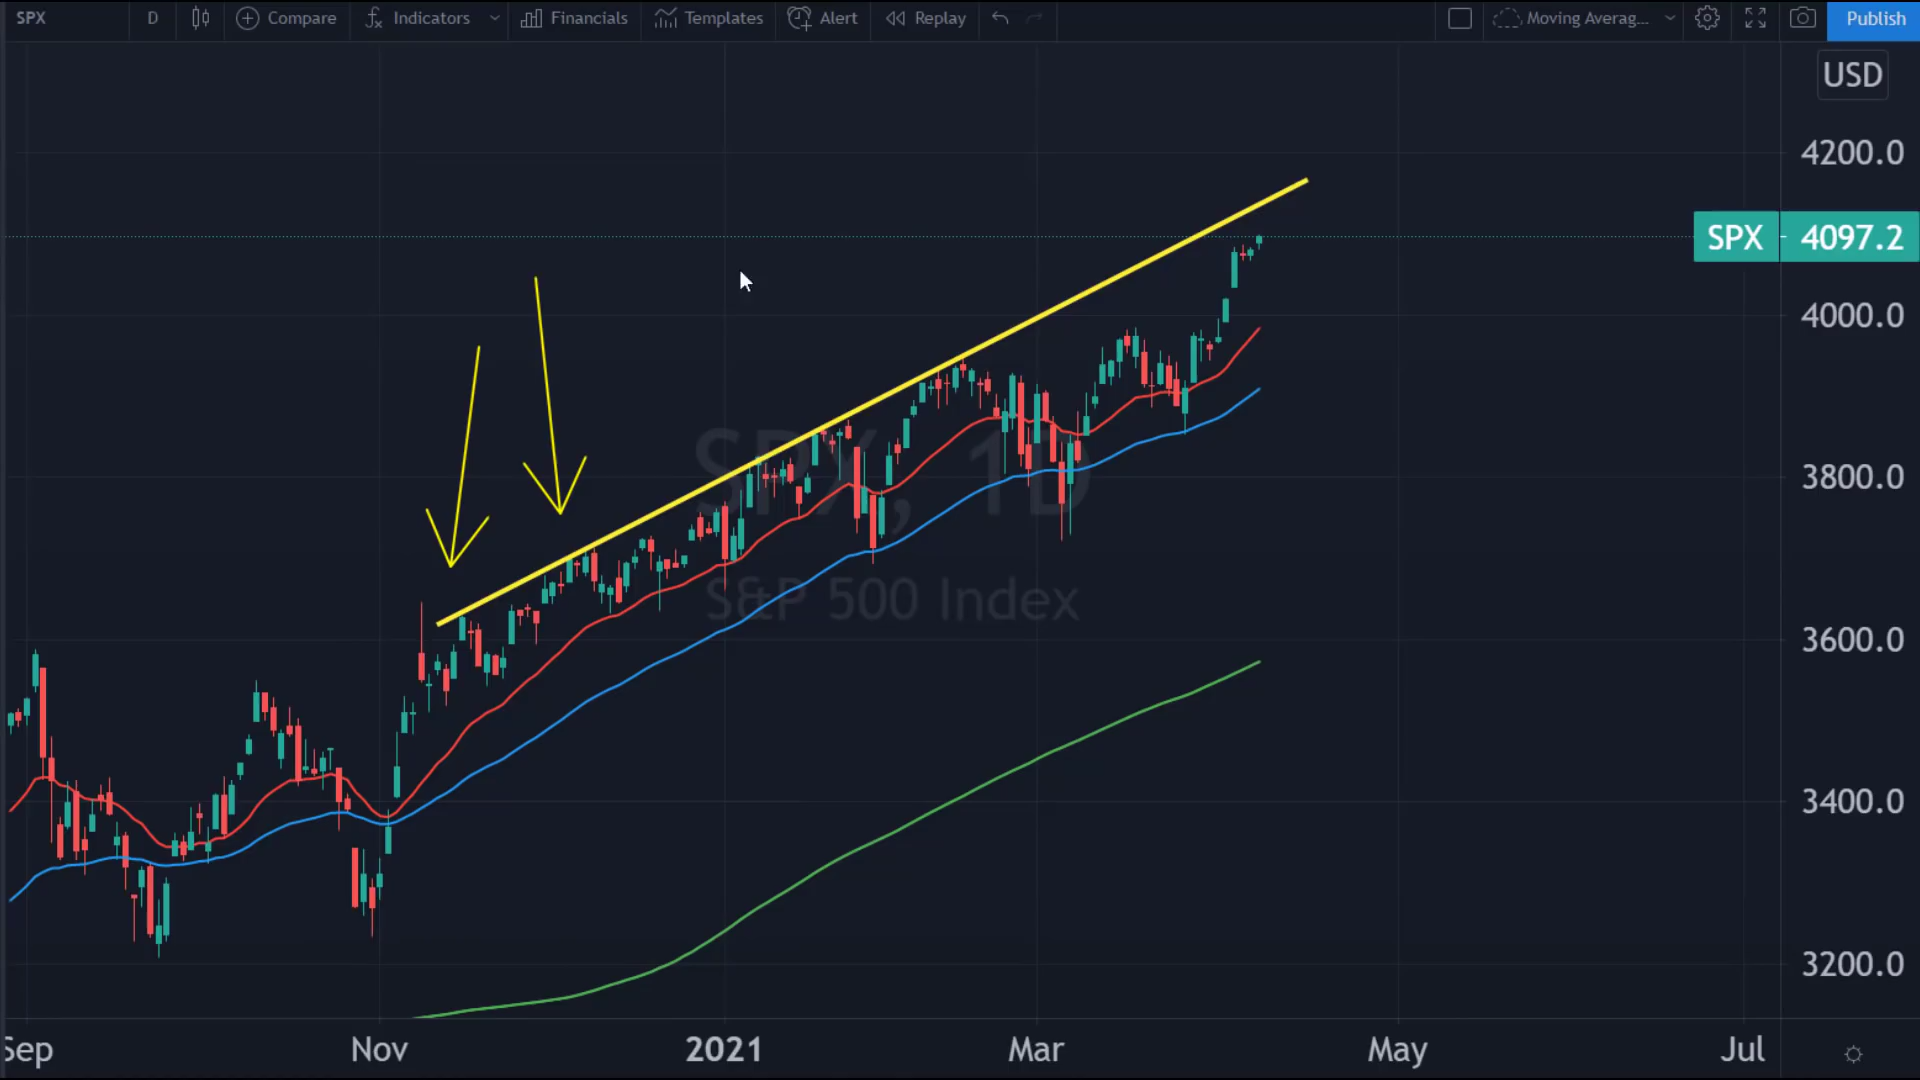 SPX D Compare Indicators Financials Templates Alert Replay Moving Averag... Publish
USD
4200.0
SPX 4097.2
4000.0
SPX, 1D
3800.0
S&P 500 Index
3600.0
3400.0
3200.0
Sep Nov 2021 Mar May Jul